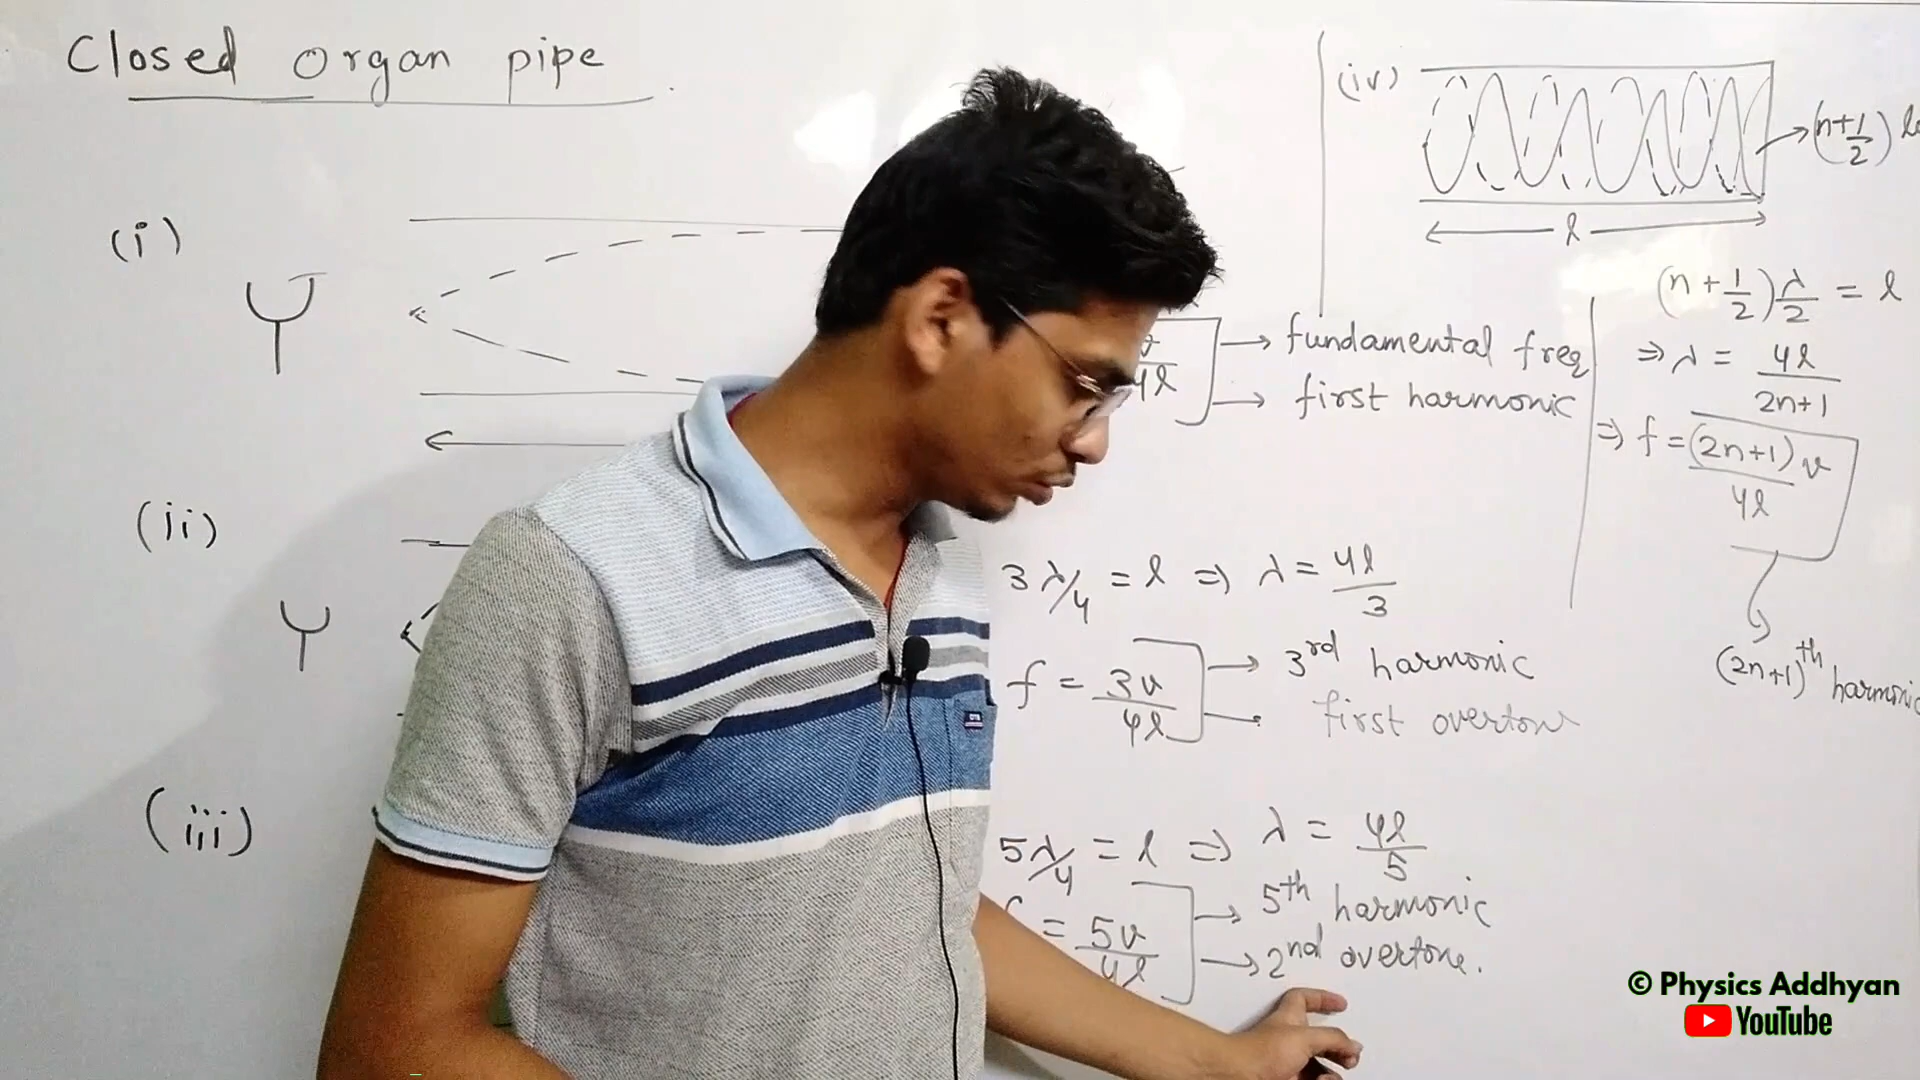 Closed organ pipe
(i)
v/4l
→ fundamental freq
→ first harmonic
(ii)
3λ/4 = l ⇒ λ = 4l/3
f = 3v/4l
→ 3rd harmonic
first overtone
(iii)
5λ/4 = l ⇒ λ = 4l/5
= 5v/4l
→ 5th harmonic
→ 2nd overtone.
(iv)
(n+1/2)
l
(n+1/2)λ/2 = l
⇒ λ = 4l/2n+1
⇒ f = (2n+1)v/4l
(2n+1)th harmonic
© Physics Addhyan
YouTube